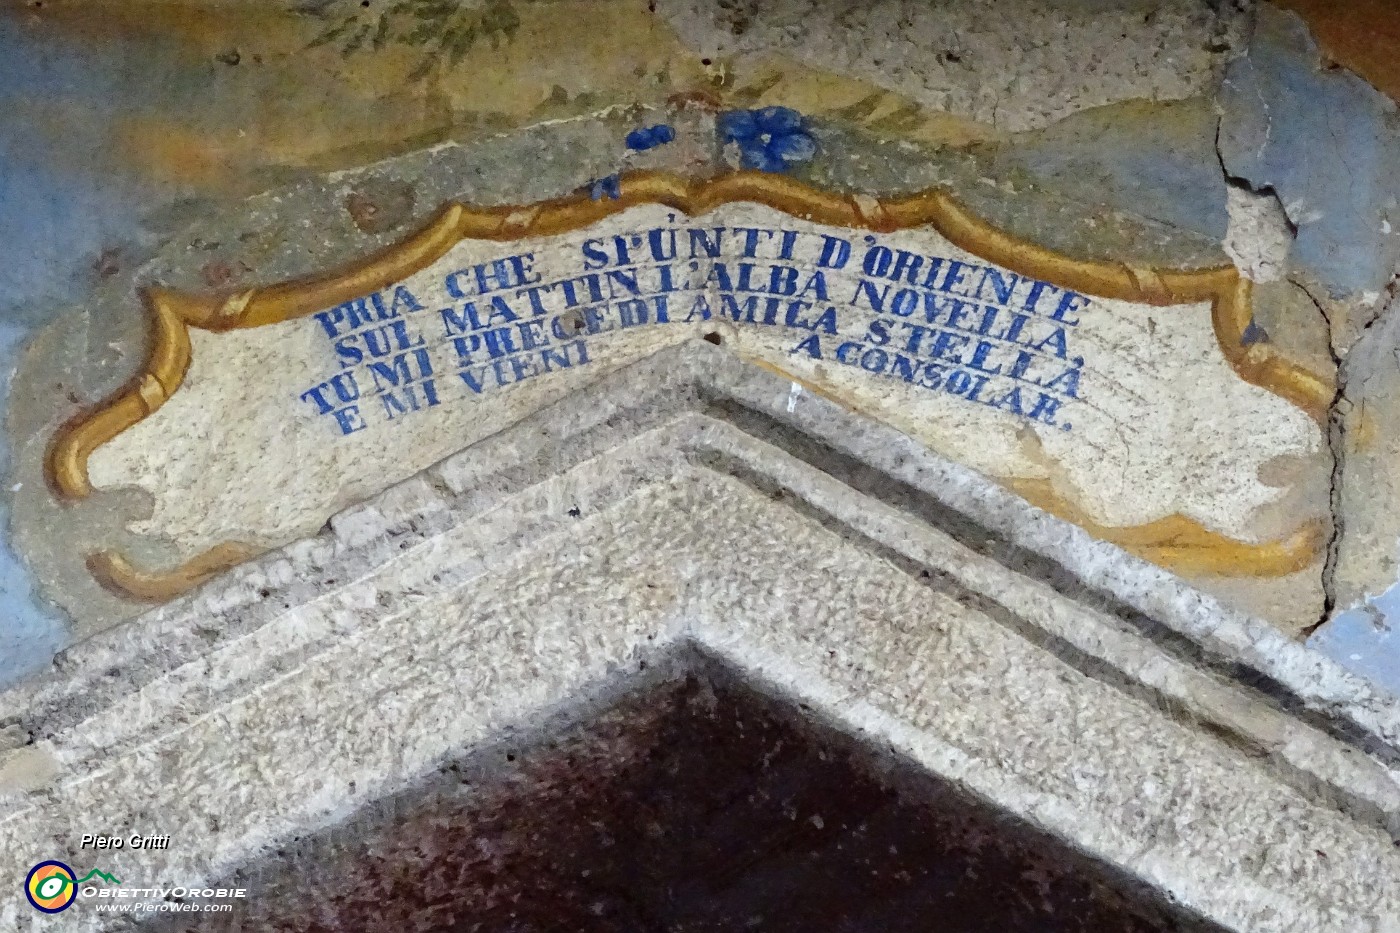 PRIA CHE SPUNTI D'ORIENTE
SUL MATTIN L'ALBA NOVELLA,
TU MI PRECEDI AMICA STELLA
E MI VIENI A CONSOLAR.
Piero Gritti
OBIETTIVOROBIE
www.PieroWeb.com